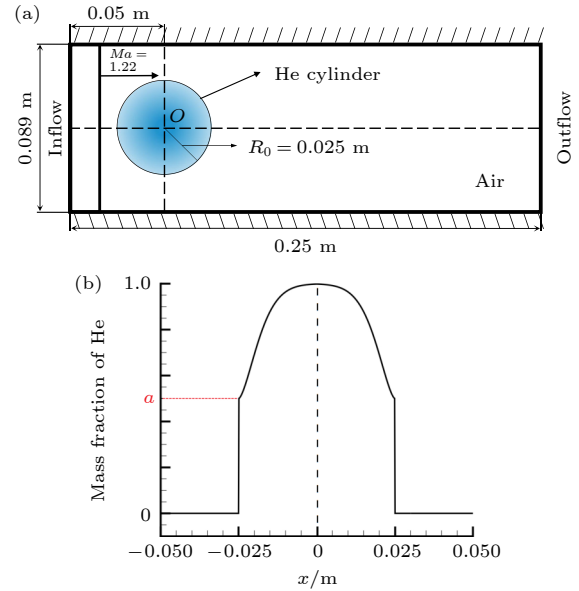 (a)
0.05 m
Ma =
1.22
He cylinder
O
0.089 m
Inflow
R₀ = 0.025 m
Outflow
Air
0.25 m
(b)
1.0
Mass fraction of He
a
0
−0.050
−0.025
0
0.025
0.050
x/m